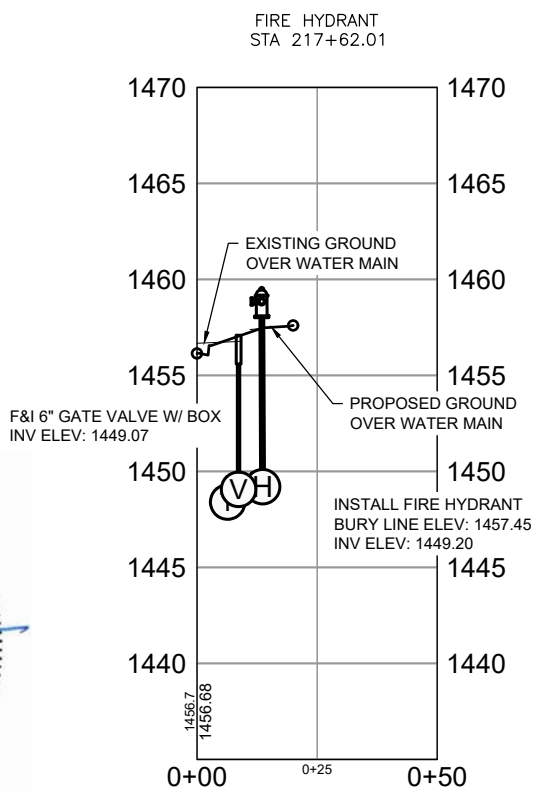 FIRE HYDRANT
STA 217+62.01
1470 1470
1465 1465
EXISTING GROUND
OVER WATER MAIN
1460 1460
1455 1455
F&I 6" GATE VALVE W/ BOX
INV ELEV: 1449.07
PROPOSED GROUND
OVER WATER MAIN
1450 1450
V H
INSTALL FIRE HYDRANT
BURY LINE ELEV: 1457.45
INV ELEV: 1449.20
1445 1445
1440 1440
1456.7
1456.68
0+00 0+25 0+50